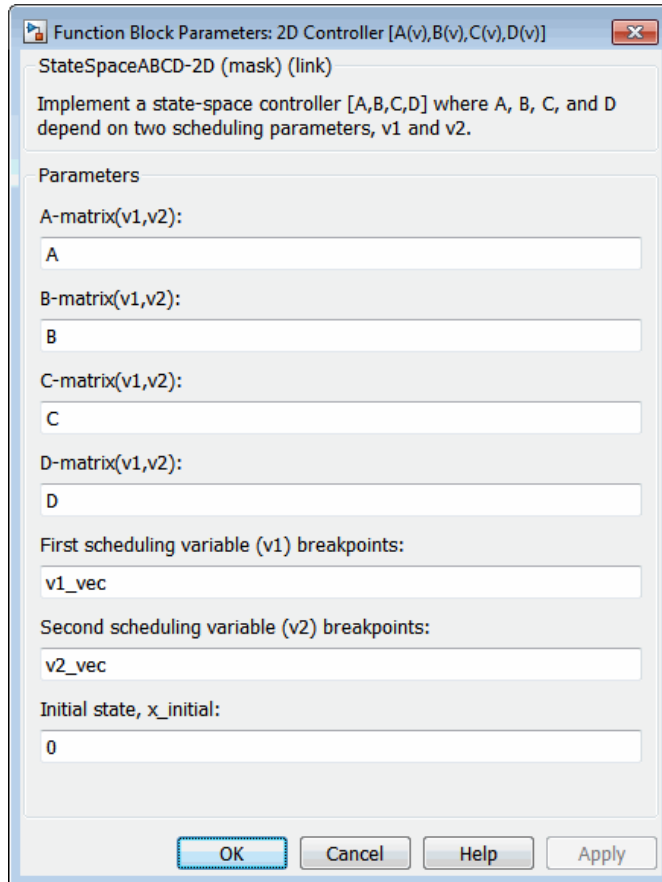 Function Block Parameters: 2D Controller [A(v),B(v),C(v),D(v)]
StateSpaceABCD-2D (mask) (link)
Implement a state-space controller [A,B,C,D] where A, B, C, and D
depend on two scheduling parameters, v1 and v2.
Parameters
A-matrix(v1,v2):
A
B-matrix(v1,v2):
B
C-matrix(v1,v2):
C
D-matrix(v1,v2):
D
First scheduling variable (v1) breakpoints:
v1_vec
Second scheduling variable (v2) breakpoints:
v2_vec
Initial state, x_initial:
0
OK Cancel Help Apply